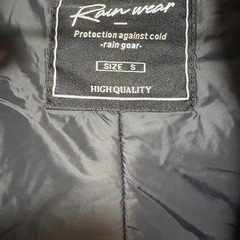 Rain wear
Protection against cold
-rain gear-
SIZE S
HIGH QUALITY